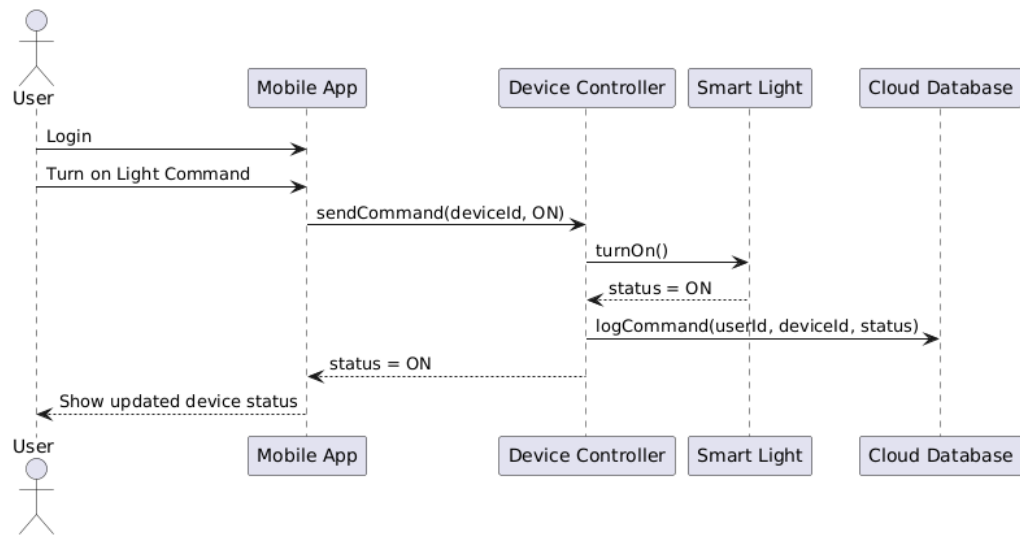 User
Mobile App
Device Controller
Smart Light
Cloud Database
Login
Turn on Light Command
sendCommand(deviceId, ON)
turnOn()
status = ON
logCommand(userId, deviceId, status)
status = ON
Show updated device status
User
Mobile App
Device Controller
Smart Light
Cloud Database